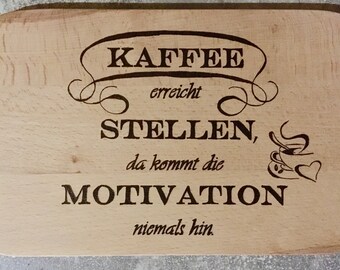 KAFFEE
erreicht
STELLEN,
da kommt die
MOTIVATION
niemals hin.